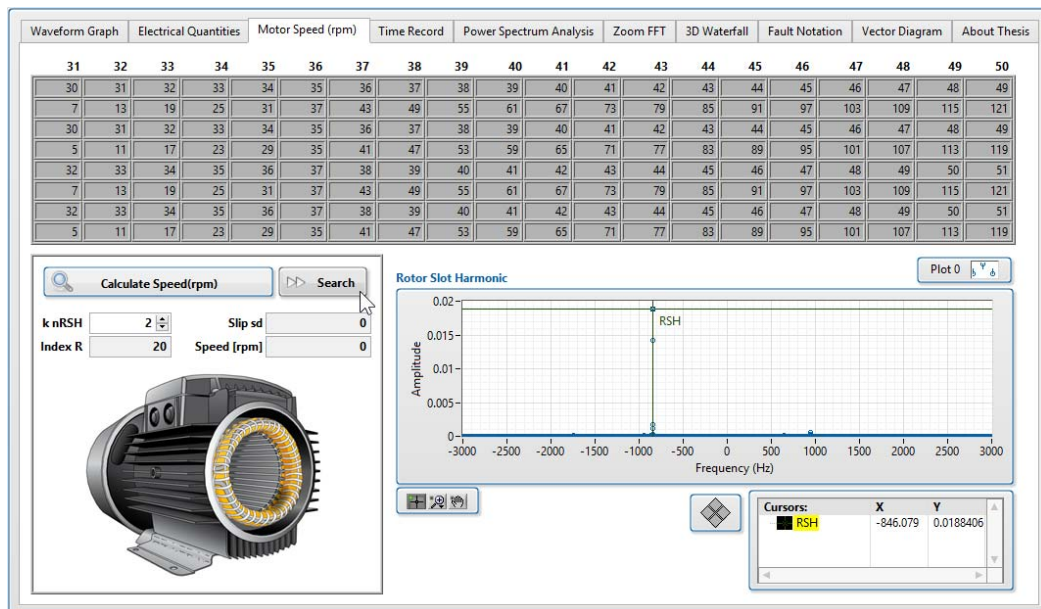 Waveform Graph Electrical Quantities Motor Speed (rpm) Time Record Power Spectrum Analysis Zoom FFT 3D Waterfall Fault Notation Vector Diagram About Thesis
31 32 33 34 35 36 37 38 39 40 41 42 43 44 45 46 47 48 49 50
30 31 32 33 34 35 36 37 38 39 40 41 42 43 44 45 46 47 48 49
7 13 19 25 31 37 43 49 55 61 67 73 79 85 91 97 103 109 115 121
30 31 32 33 34 35 36 37 38 39 40 41 42 43 44 45 46 47 48 49
5 11 17 23 29 35 41 47 53 59 65 71 77 83 89 95 101 107 113 119
32 33 34 35 36 37 38 39 40 41 42 43 44 45 46 47 48 49 50 51
7 13 19 25 31 37 43 49 55 61 67 73 79 85 91 97 103 109 115 121
32 33 34 35 36 37 38 39 40 41 42 43 44 45 46 47 48 49 50 51
5 11 17 23 29 35 41 47 53 59 65 71 77 83 89 95 101 107 113 119
Calculate Speed(rpm) Search
k nRSH 2 Slip sd 0
Index R 20 Speed [rpm] 0
Rotor Slot Harmonic
Plot 0
0.02
0.015
0.01
0.005
0
Amplitude
RSH
-3000 -2500 -2000 -1500 -1000 -500 0 500 1000 1500 2000 2500 3000
Frequency (Hz)
Cursors: X Y
RSH -846.079 0.0188406